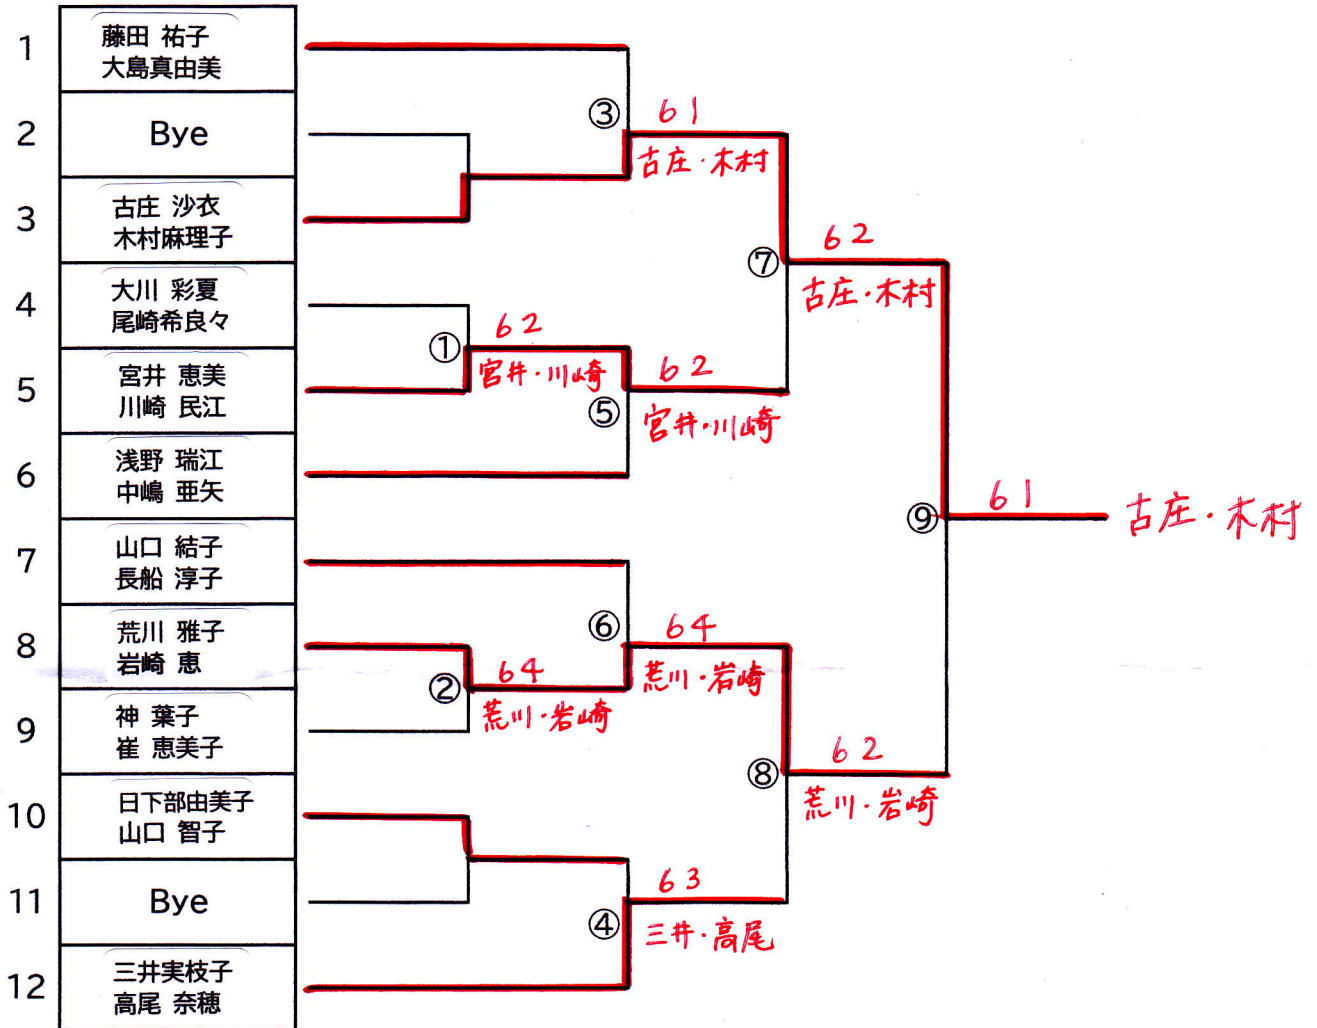 1
藤田 祐子
大島真由美
2
Bye
3
古庄 沙衣
木村麻理子
4
大川 彩夏
尾崎希良々
5
宮井 恵美
川崎 民江
6
浅野 瑞江
中嶋 亜矢
7
山口 結子
長船 淳子
8
荒川 雅子
岩崎 恵
9
神 葉子
崔 恵美子
10
日下部由美子
山口 智子
11
Bye
12
三井実枝子
高尾 奈穂
①
62
宮井・川崎
②
64
荒川・岩崎
③
61
古庄・木村
⑤
62
宮井・川崎
⑥
64
荒川・岩崎
④
63
三井・高尾
⑦
62
古庄・木村
⑧
62
荒川・岩崎
⑨
61
古庄・木村